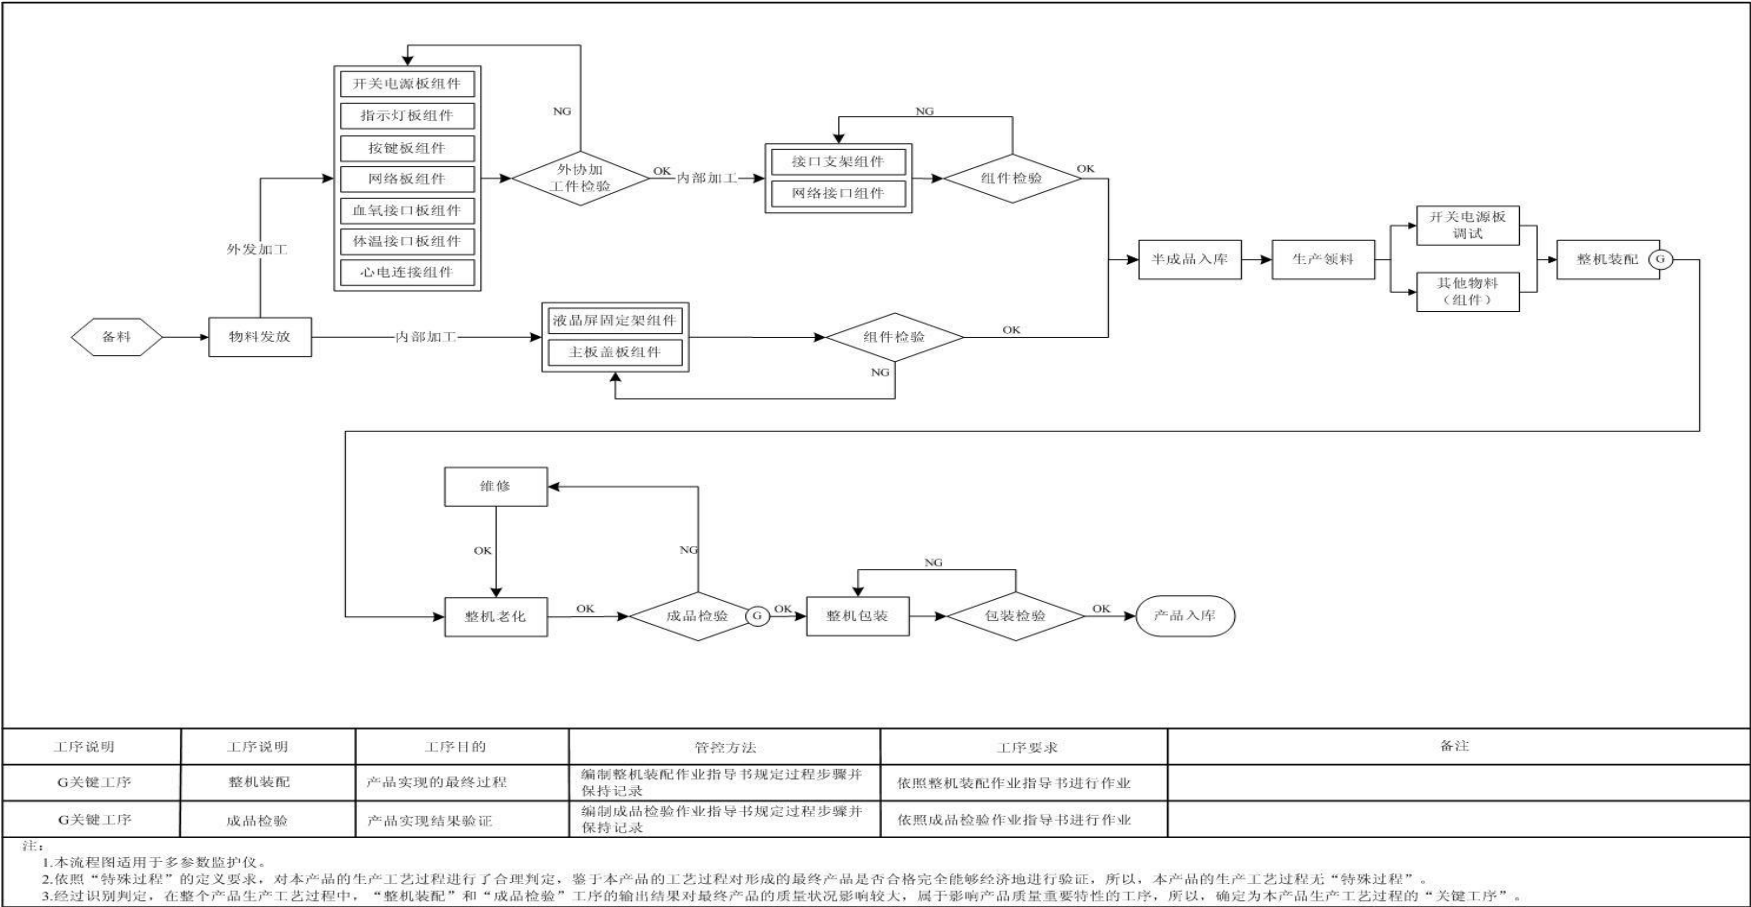 开关电源板组件
指示灯板组件
按键板组件
网络板组件
血氧接口板组件
体温接口板组件
心电连接组件
NG
外协加
工件检验
OK
内部加工
NG
接口支架组件
网络接口组件
组件检验
OK
外发加工
备料
物料发放
内部加工
液晶屏固定架组件
主板盖板组件
组件检验
OK
NG
半成品入库
生产领料
开关电源板
调试
其他物料
（组件）
整机装配
G
维修
OK
NG
整机老化
OK
成品检验
G
OK
NG
整机包装
包装检验
OK
产品入库
工序说明 工序说明 工序目的 管控方法 工序要求 备注
G关键工序 整机装配 产品实现的最终过程 编制整机装配作业指导书规定过程步骤并
保持记录 依照整机装配作业指导书进行作业
G关键工序 成品检验 产品实现结果验证 编制成品检验作业指导书规定过程步骤并
保持记录 依照成品检验作业指导书进行作业
注：
1.本流程图适用于多参数监护仪。
2.依照“特殊过程”的定义要求，对本产品的生产工艺过程进行了合理判定，鉴于本产品的工艺过程对形成的最终产品是否合格完全能够经济地进行验证，所以，本产品的生产工艺过程无“特殊过程”。
3.经过识别判定，在整个产品生产工艺过程中，“整机装配”和“成品检验”工序的输出结果对最终产品的质量状况影响较大，属于影响产品质量重要特性的工序，所以，确定为本产品生产工艺过程的“关键工序”。